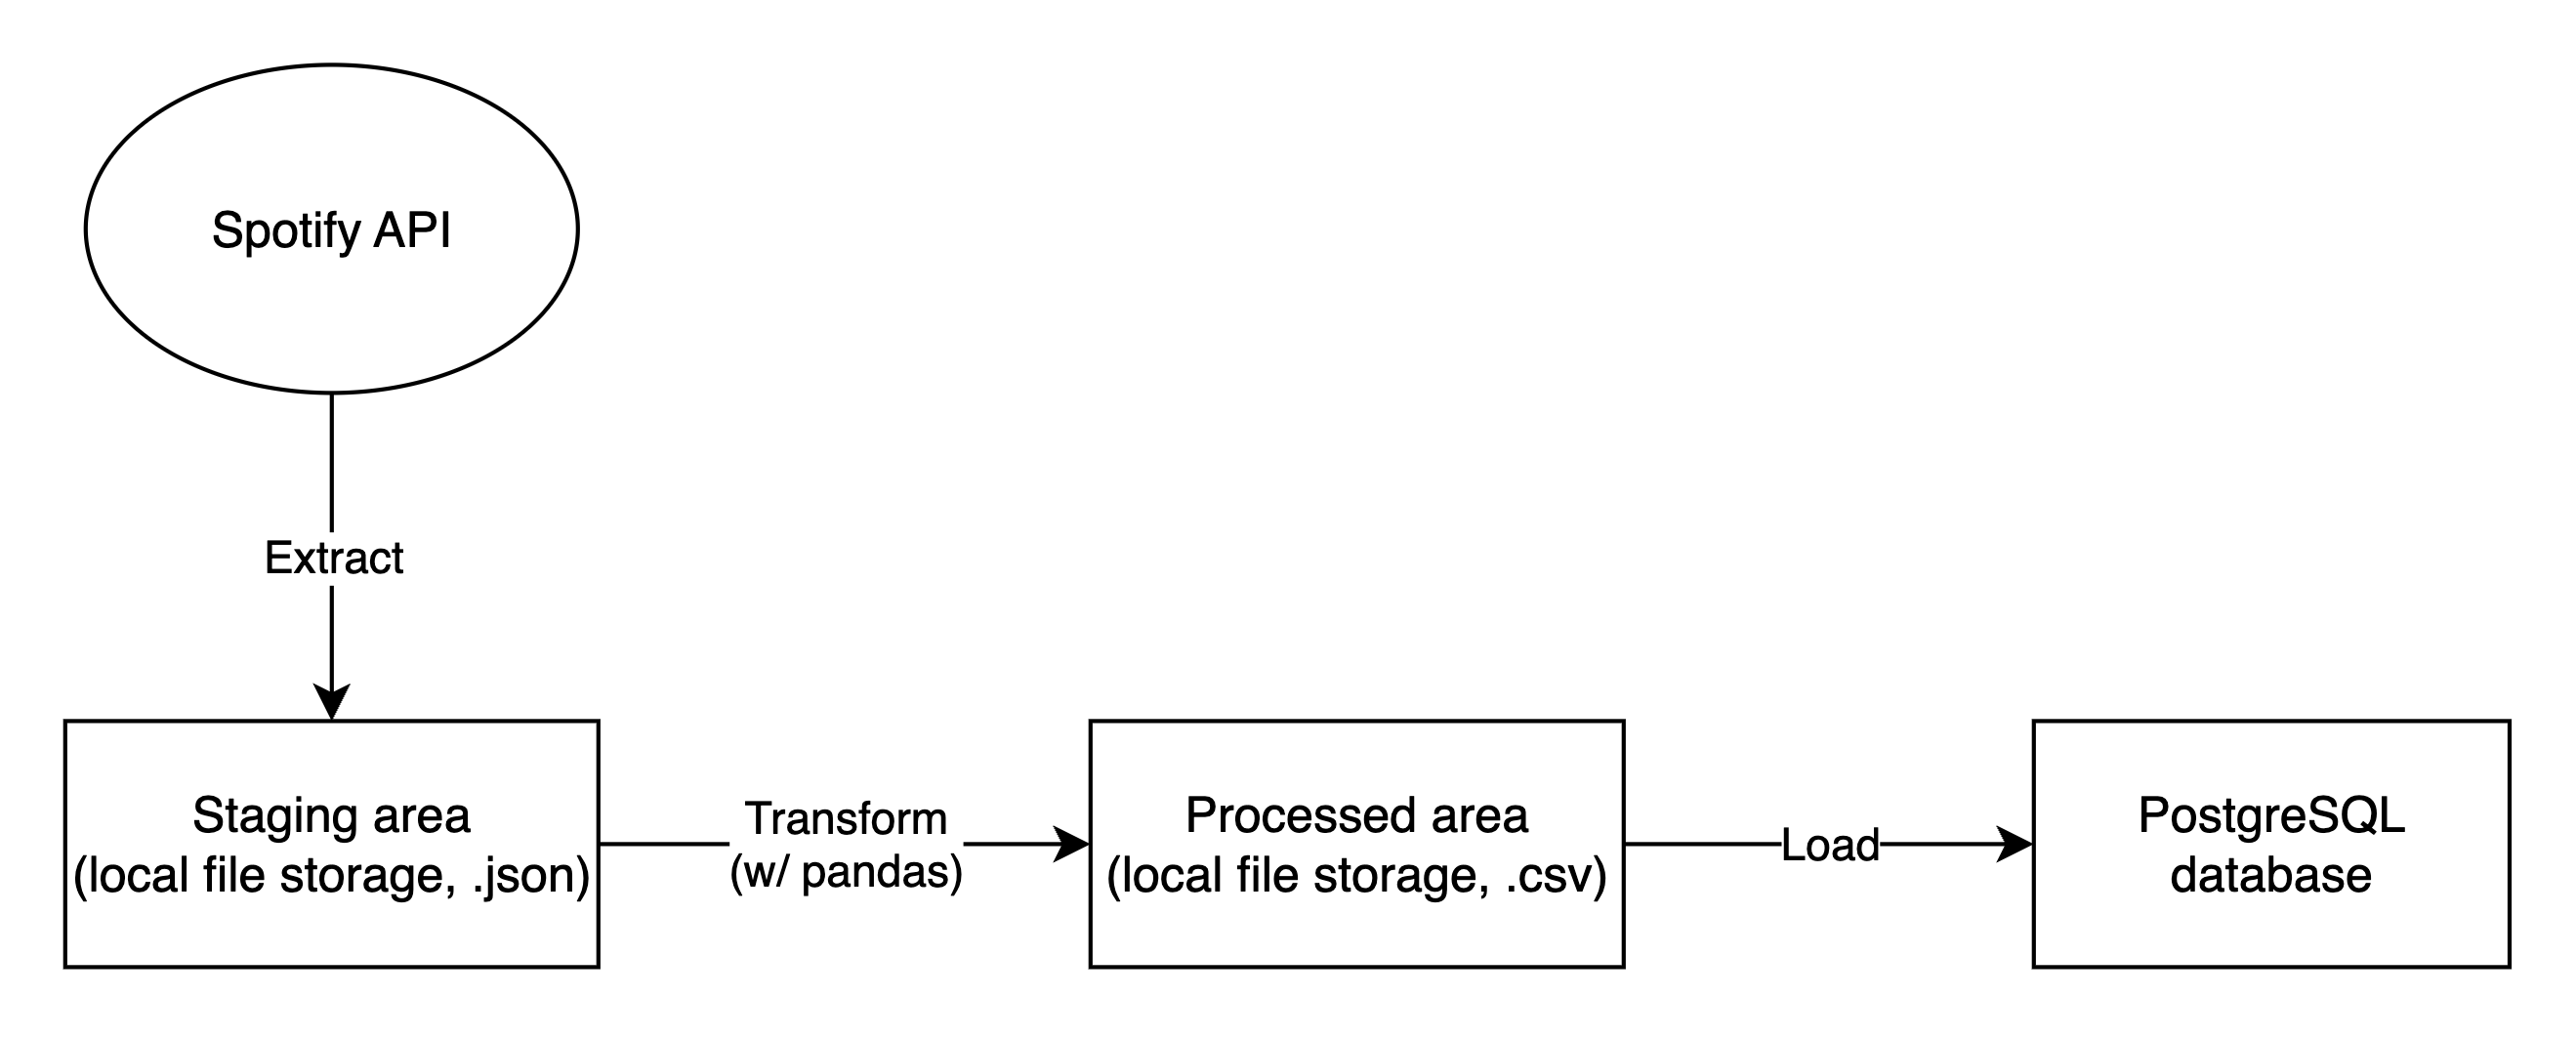 Spotify API
Extract
Staging area
(local file storage, .json)
Transform
(w/ pandas)
Processed area
(local file storage, .csv)
Load
PostgreSQL
database